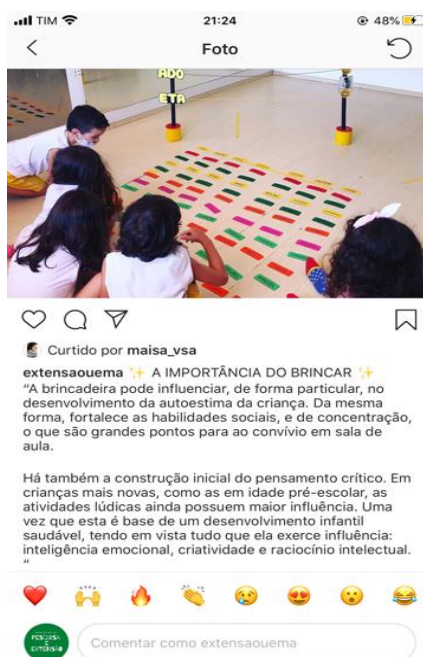 TIM 21:24 48%
Foto
ADO
ETA
Curtido por maisa_vsa
extensaouema ✨ A IMPORTÂNCIA DO BRINCAR ✨
“A brincadeira pode influenciar, de forma particular, no
desenvolvimento da autoestima da criança. Da mesma
forma, fortalece as habilidades sociais, e de concentração,
o que são grandes pontos para ao convívio em sala de
aula.
Há também a construção inicial do pensamento crítico. Em
crianças mais novas, como as em idade pré-escolar, as
atividades lúdicas ainda possuem maior influência. Uma
vez que esta é base de um desenvolvimento infantil
saudável, tendo em vista tudo que ela exerce influência:
inteligência emocional, criatividade e raciocínio intelectual.
“
PESQUISA
E
EXTENSÃO
Comentar como extensaouema